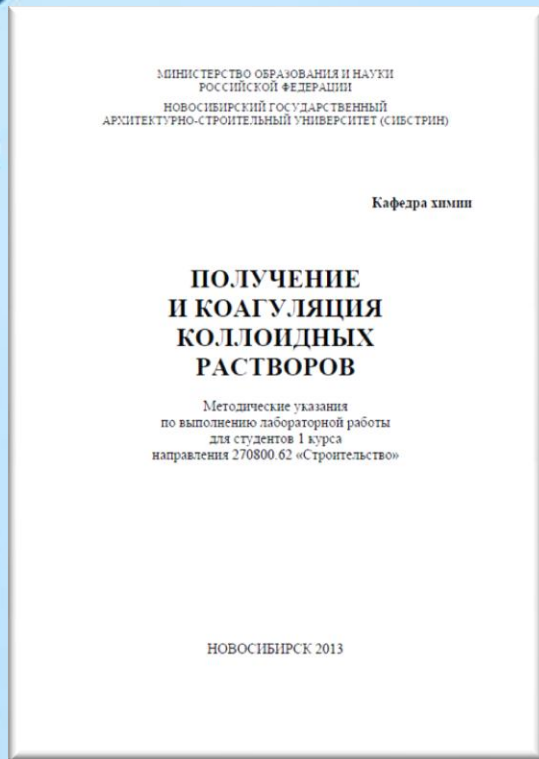 МИНИСТЕРСТВО ОБРАЗОВАНИЯ И НАУКИ
РОССИЙСКОЙ ФЕДЕРАЦИИ
НОВОСИБИРСКИЙ ГОСУДАРСТВЕННЫЙ
АРХИТЕКТУРНО-СТРОИТЕЛЬНЫЙ УНИВЕРСИТЕТ (СИБСТРИН)
Кафедра химии
ПОЛУЧЕНИЕ
И КОАГУЛЯЦИЯ
КОЛЛОИДНЫХ
РАСТВОРОВ
Методические указания
по выполнению лабораторной работы
для студентов 1 курса
направления 270800.62 «Строительство»
НОВОСИБИРСК 2013